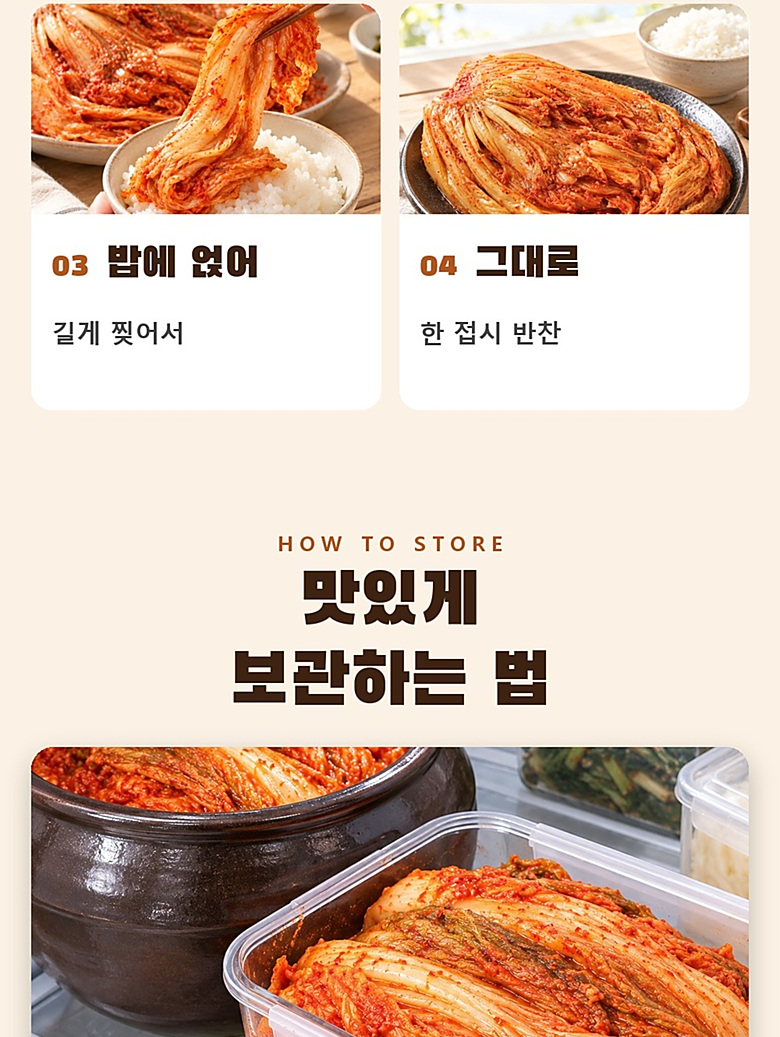 03 밥에 얹어
길게 찢어서
04 그대로
한 접시 반찬
HOW TO STORE
맛있게
보관하는 법